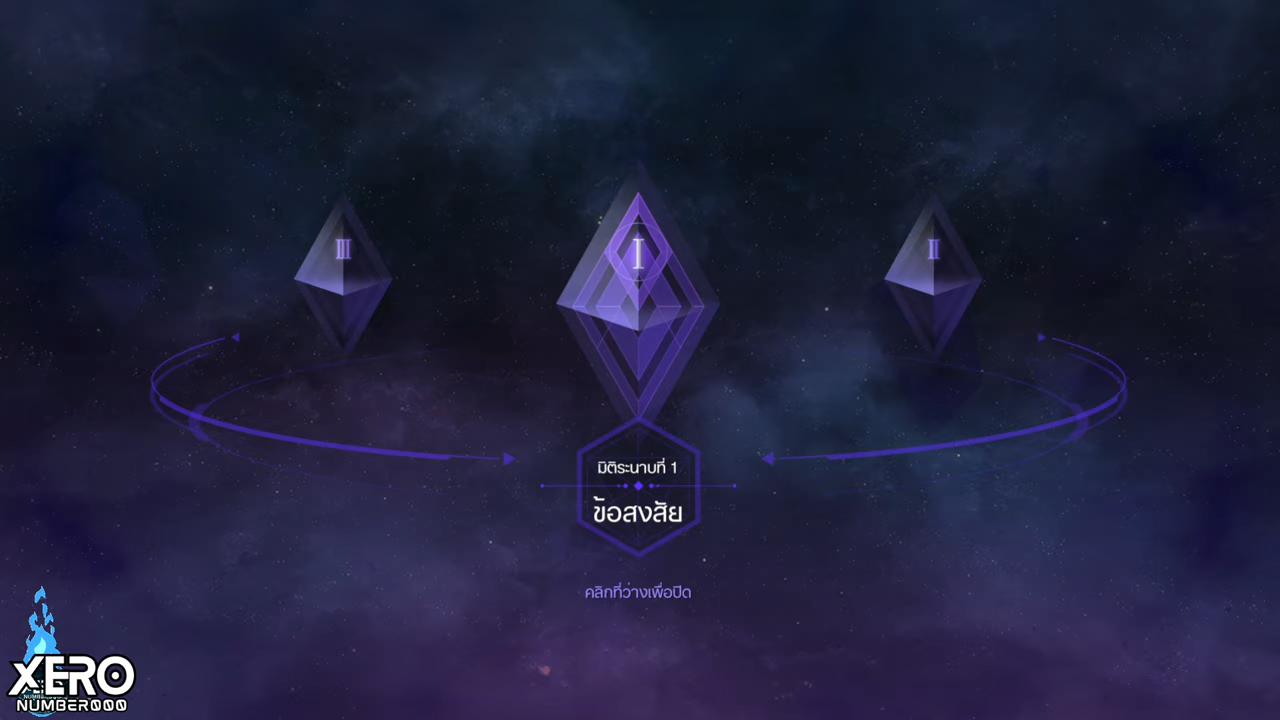 III
I
II
มิติระนาบที่ 1
ข้อสงสัย
คลิกที่ว่างเพื่อปิด
XERO
NUMBER000